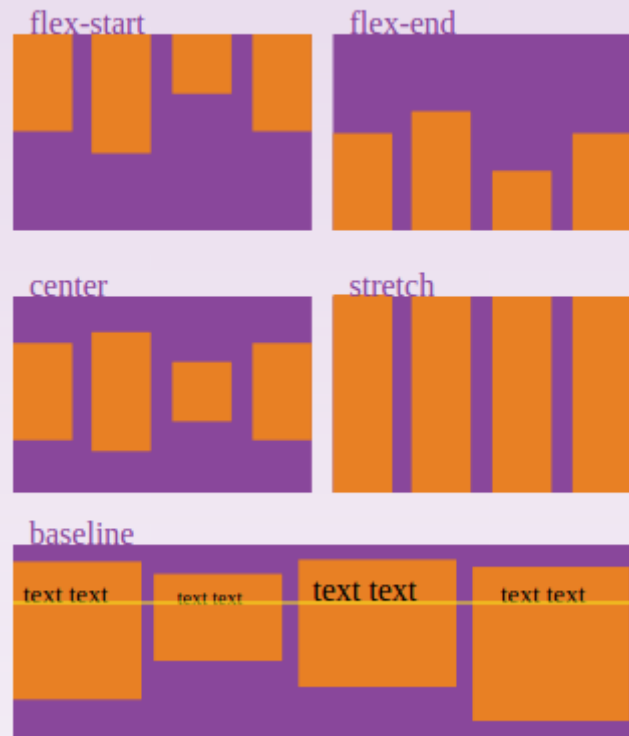 flex-start
flex-end
center
stretch
baseline
text text
text text
text text
text text